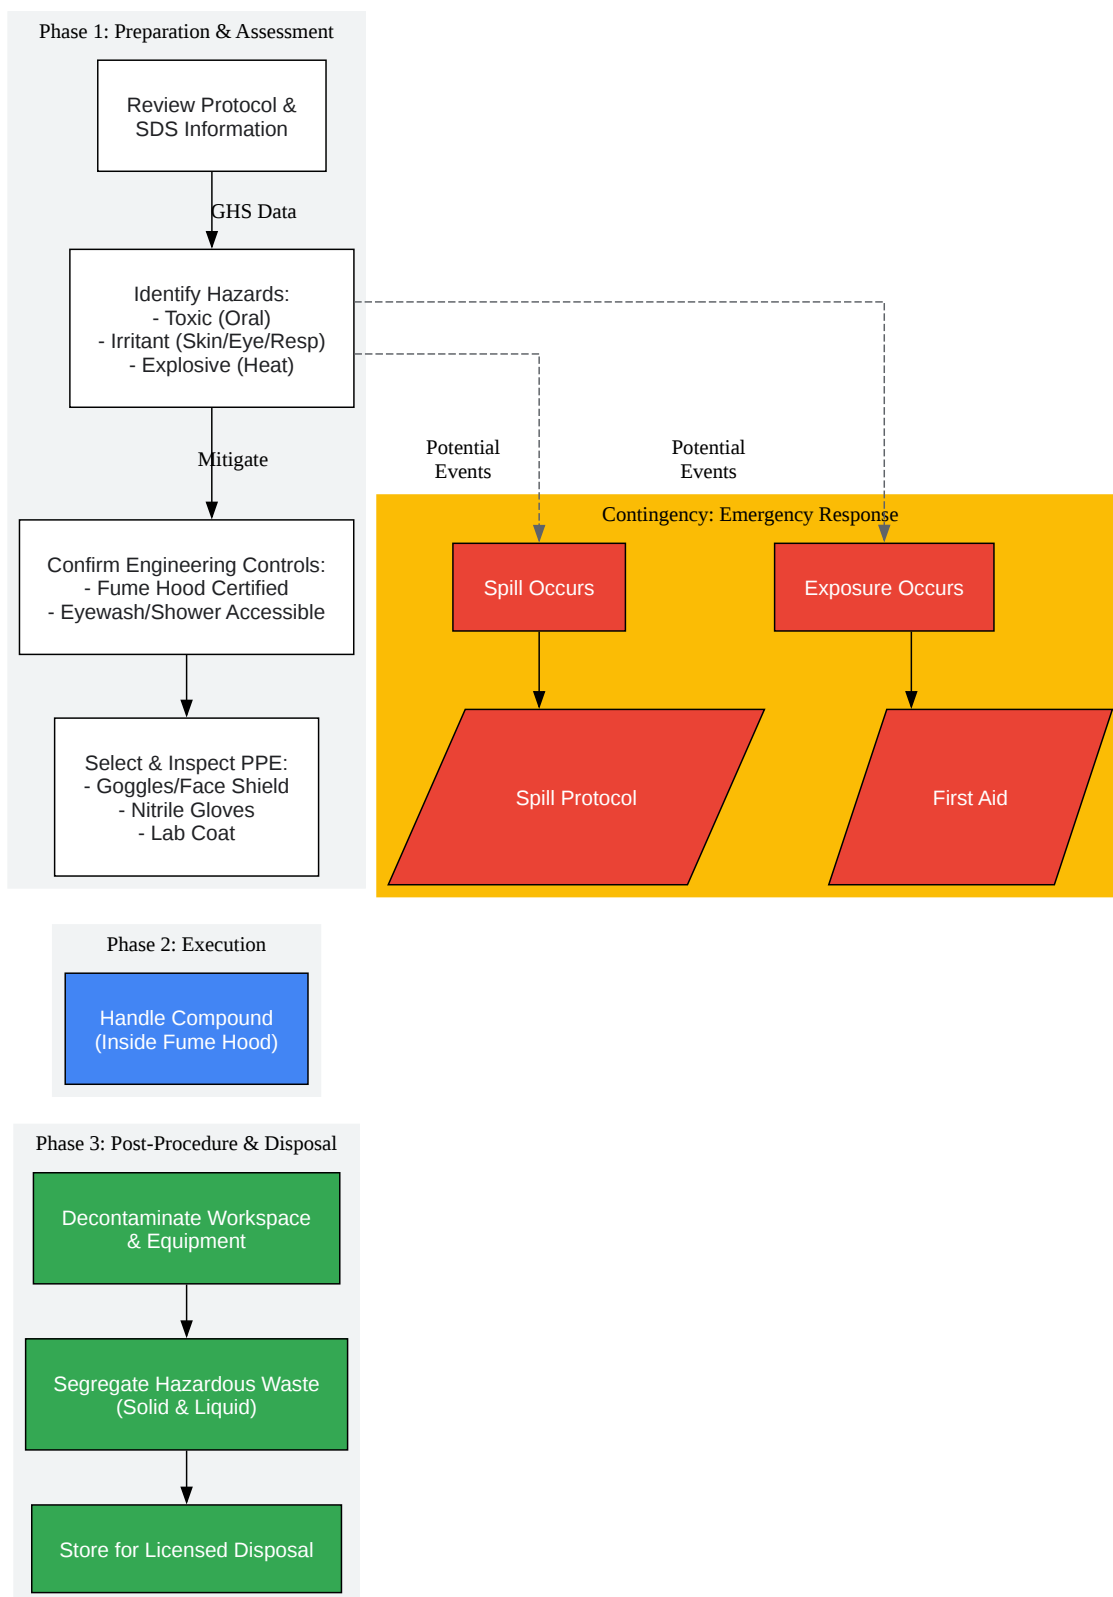 Phase 1: Preparation & Assessment
Review Protocol &
SDS Information
GHS Data
Identify Hazards:
- Toxic (Oral)
- Irritant (Skin/Eye/Resp)
- Explosive (Heat)
Mitigate
Confirm Engineering Controls:
- Fume Hood Certified
- Eyewash/Shower Accessible
Select & Inspect PPE:
- Goggles/Face Shield
- Nitrile Gloves
- Lab Coat
Potential
Events
Potential
Events
Contingency: Emergency Response
Spill Occurs
Exposure Occurs
Spill Protocol
First Aid
Phase 2: Execution
Handle Compound
(Inside Fume Hood)
Phase 3: Post-Procedure & Disposal
Decontaminate Workspace
& Equipment
Segregate Hazardous Waste
(Solid & Liquid)
Store for Licensed Disposal